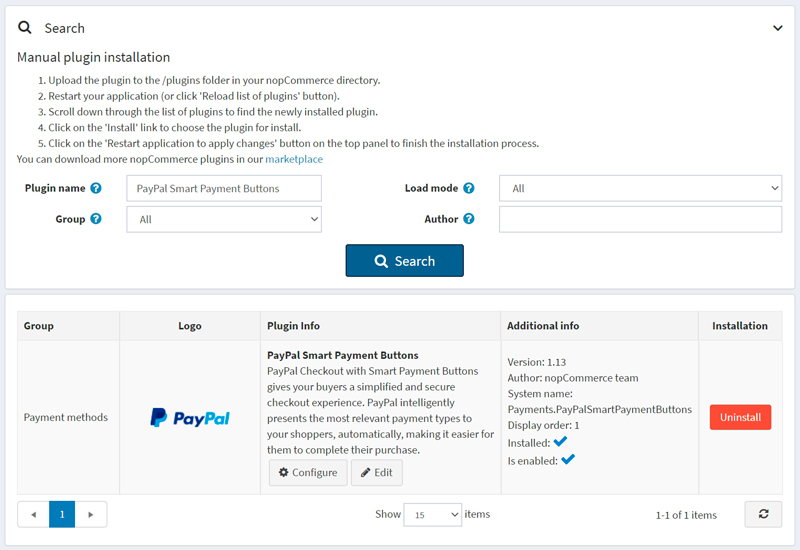 Search
Manual plugin installation
1. Upload the plugin to the /plugins folder in your nopCommerce directory.
2. Restart your application (or click 'Reload list of plugins' button).
3. Scroll down through the list of plugins to find the newly installed plugin.
4. Click on the 'Install' link to choose the plugin for install.
5. Click on the 'Restart application to apply changes' button on the top panel to finish the installation process.
You can download more nopCommerce plugins in our marketplace
Plugin name ? PayPal Smart Payment Buttons Load mode ? All
Group ? All Author ?
Search
Group Logo Plugin Info Additional info Installation
Payment methods
PayPal
PayPal Smart Payment Buttons
PayPal Checkout with Smart Payment Buttons
gives your buyers a simplified and secure
checkout experience. PayPal intelligently
presents the most relevant payment types to
your shoppers, automatically, making it easier for
them to complete their purchase.
Configure Edit
Version: 1.13
Author: nopCommerce team
System name:
Payments.PayPalSmartPaymentButtons
Display order: 1
Installed:
Is enabled:
Uninstall
1 Show 15 items 1-1 of 1 items